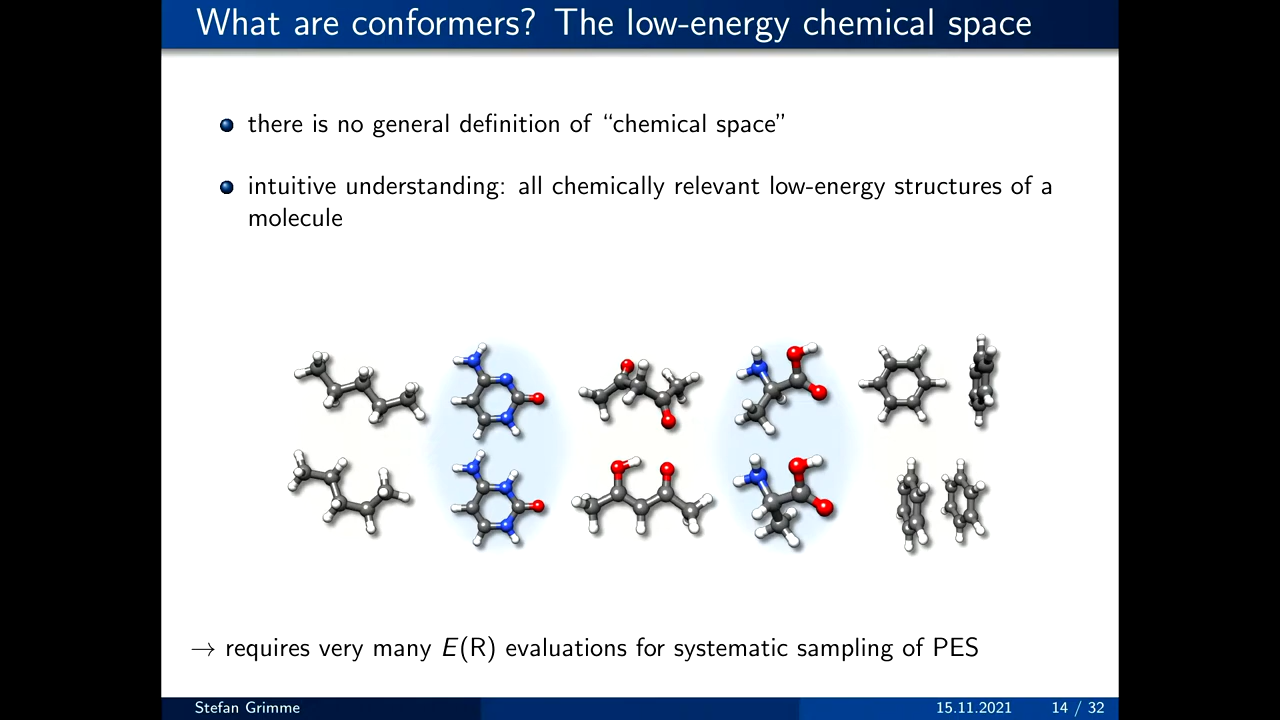 What are conformers? The low-energy chemical space
there is no general definition of “chemical space”
intuitive understanding: all chemically relevant low-energy structures of a
molecule
→ requires very many E(R) evaluations for systematic sampling of PES
Stefan Grimme 15.11.2021 14 / 32